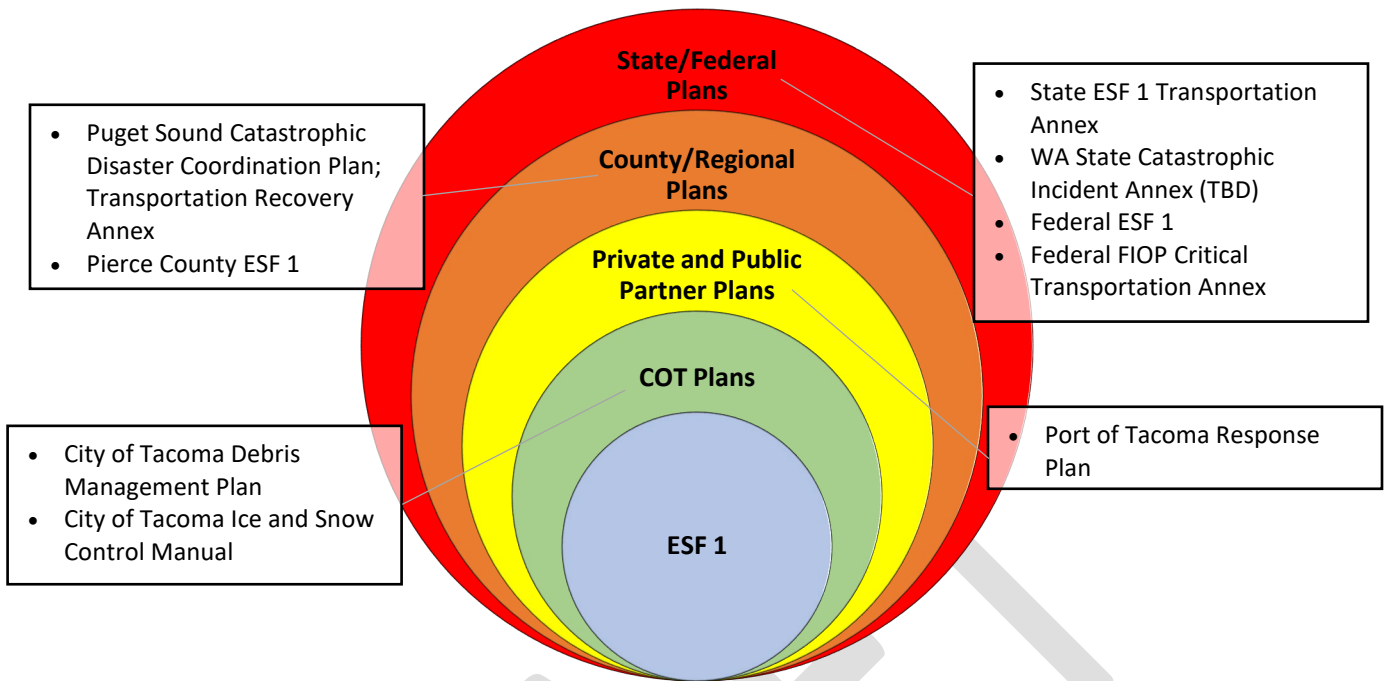 State/Federal
Plans
• Puget Sound Catastrophic
Disaster Coordination Plan;
Transportation Recovery
Annex
• Pierce County ESF 1
• State ESF 1 Transportation
Annex
• WA State Catastrophic
Incident Annex (TBD)
• Federal ESF 1
• Federal FIOP Critical
Transportation Annex
County/Regional
Plans
Private and Public
Partner Plans
COT Plans
• City of Tacoma Debris
Management Plan
• City of Tacoma Ice and Snow
Control Manual
• Port of Tacoma Response
Plan
ESF 1